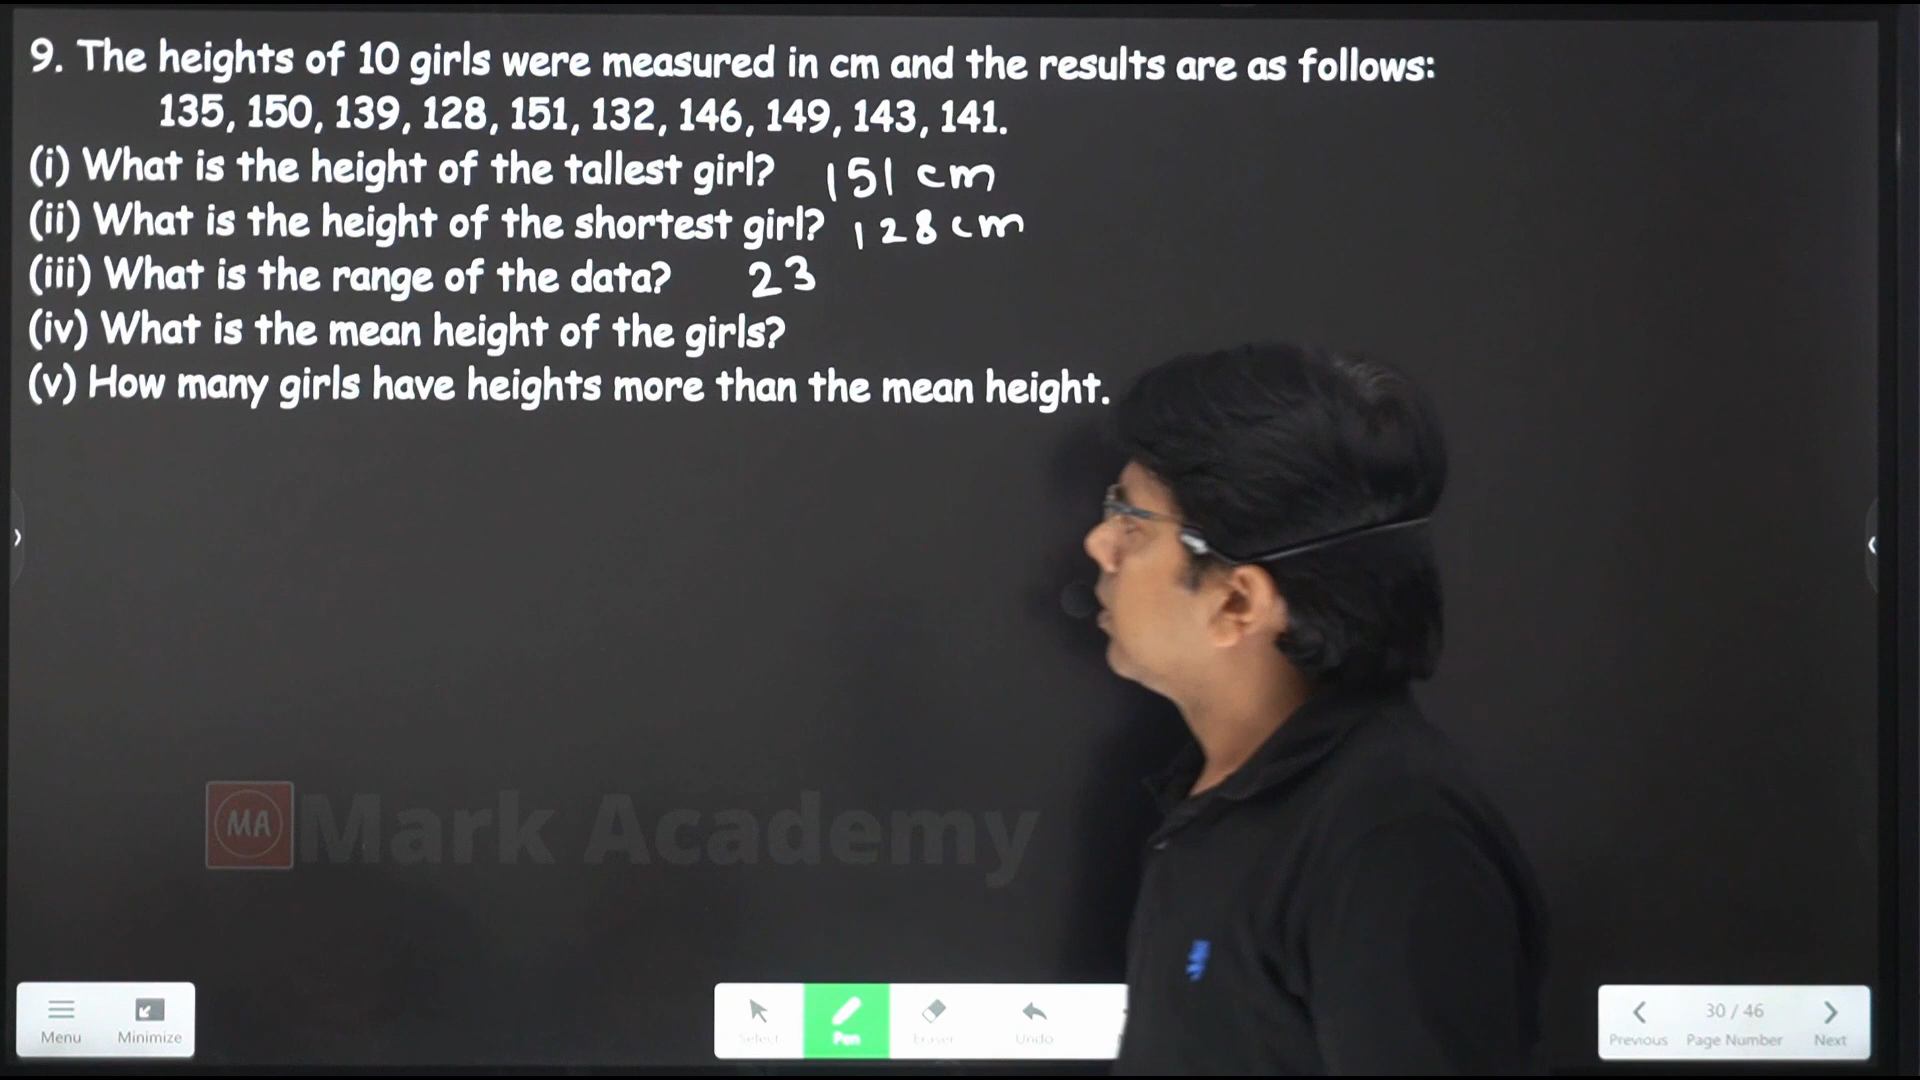 9. The heights of 10 girls were measured in cm and the results are as follows:
135, 150, 139, 128, 151, 132, 146, 149, 143, 141.
(i) What is the height of the tallest girl? 151 cm
(ii) What is the height of the shortest girl? 128 cm
(iii) What is the range of the data? 23
(iv) What is the mean height of the girls?
(v) How many girls have heights more than the mean height.
MA Mark Academy
Menu Minimize Select Pen Eraser Undo Previous 30 / 46 Page Number Next